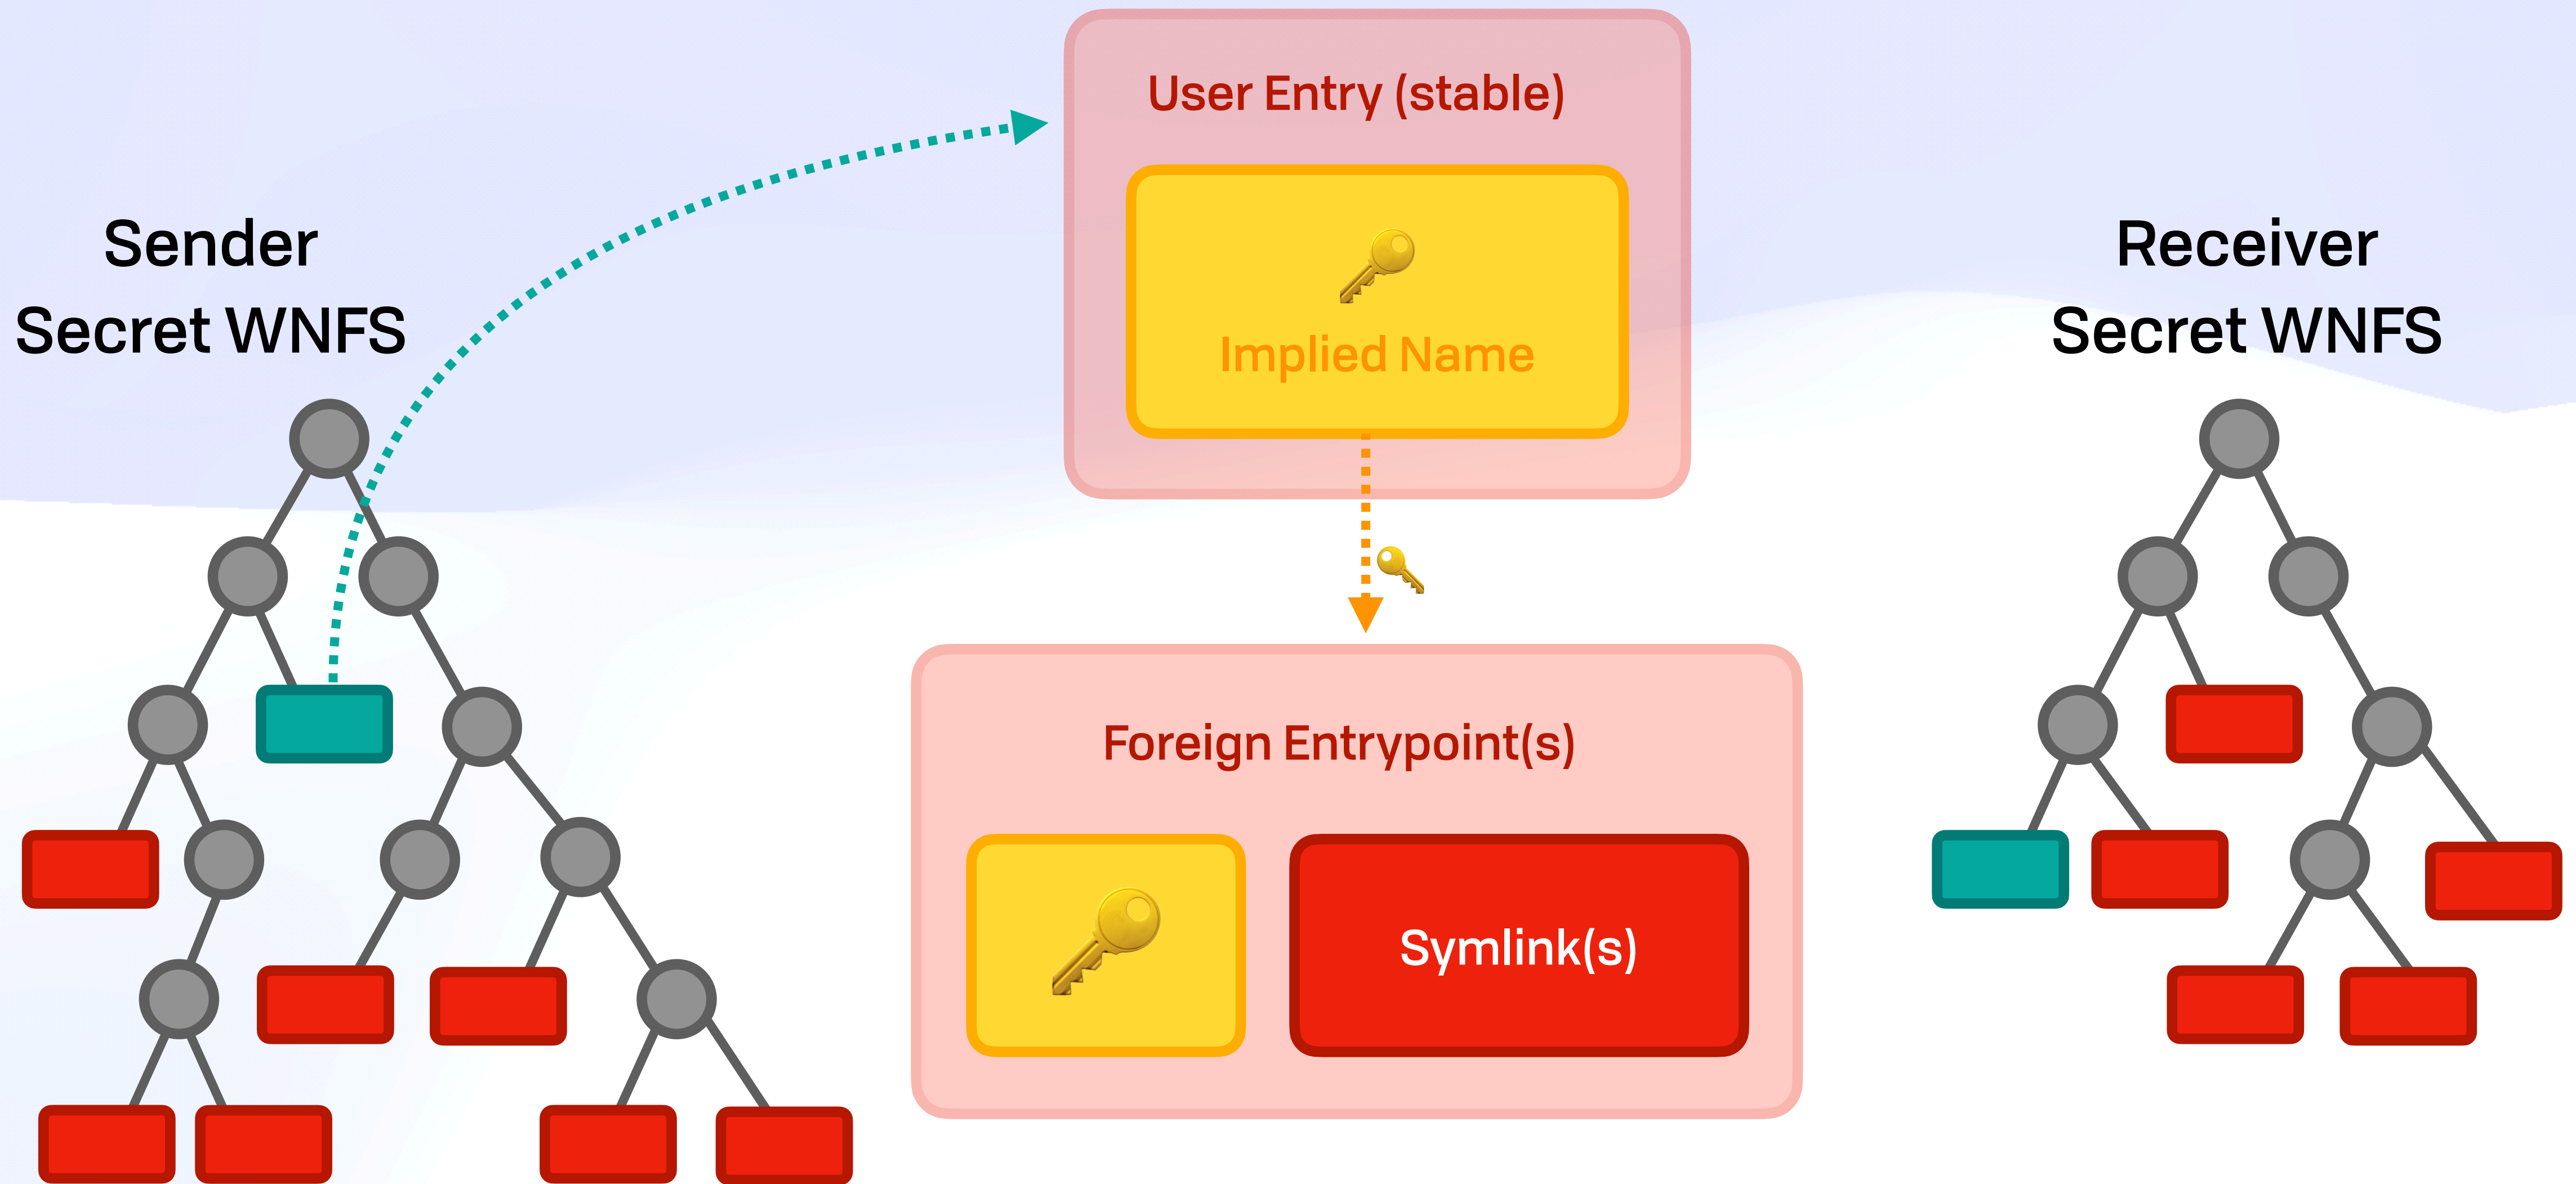 User Entry (stable)
Implied Name
Sender
Secret WNFS
Receiver
Secret WNFS
Foreign Entrypoint(s)
Symlink(s)